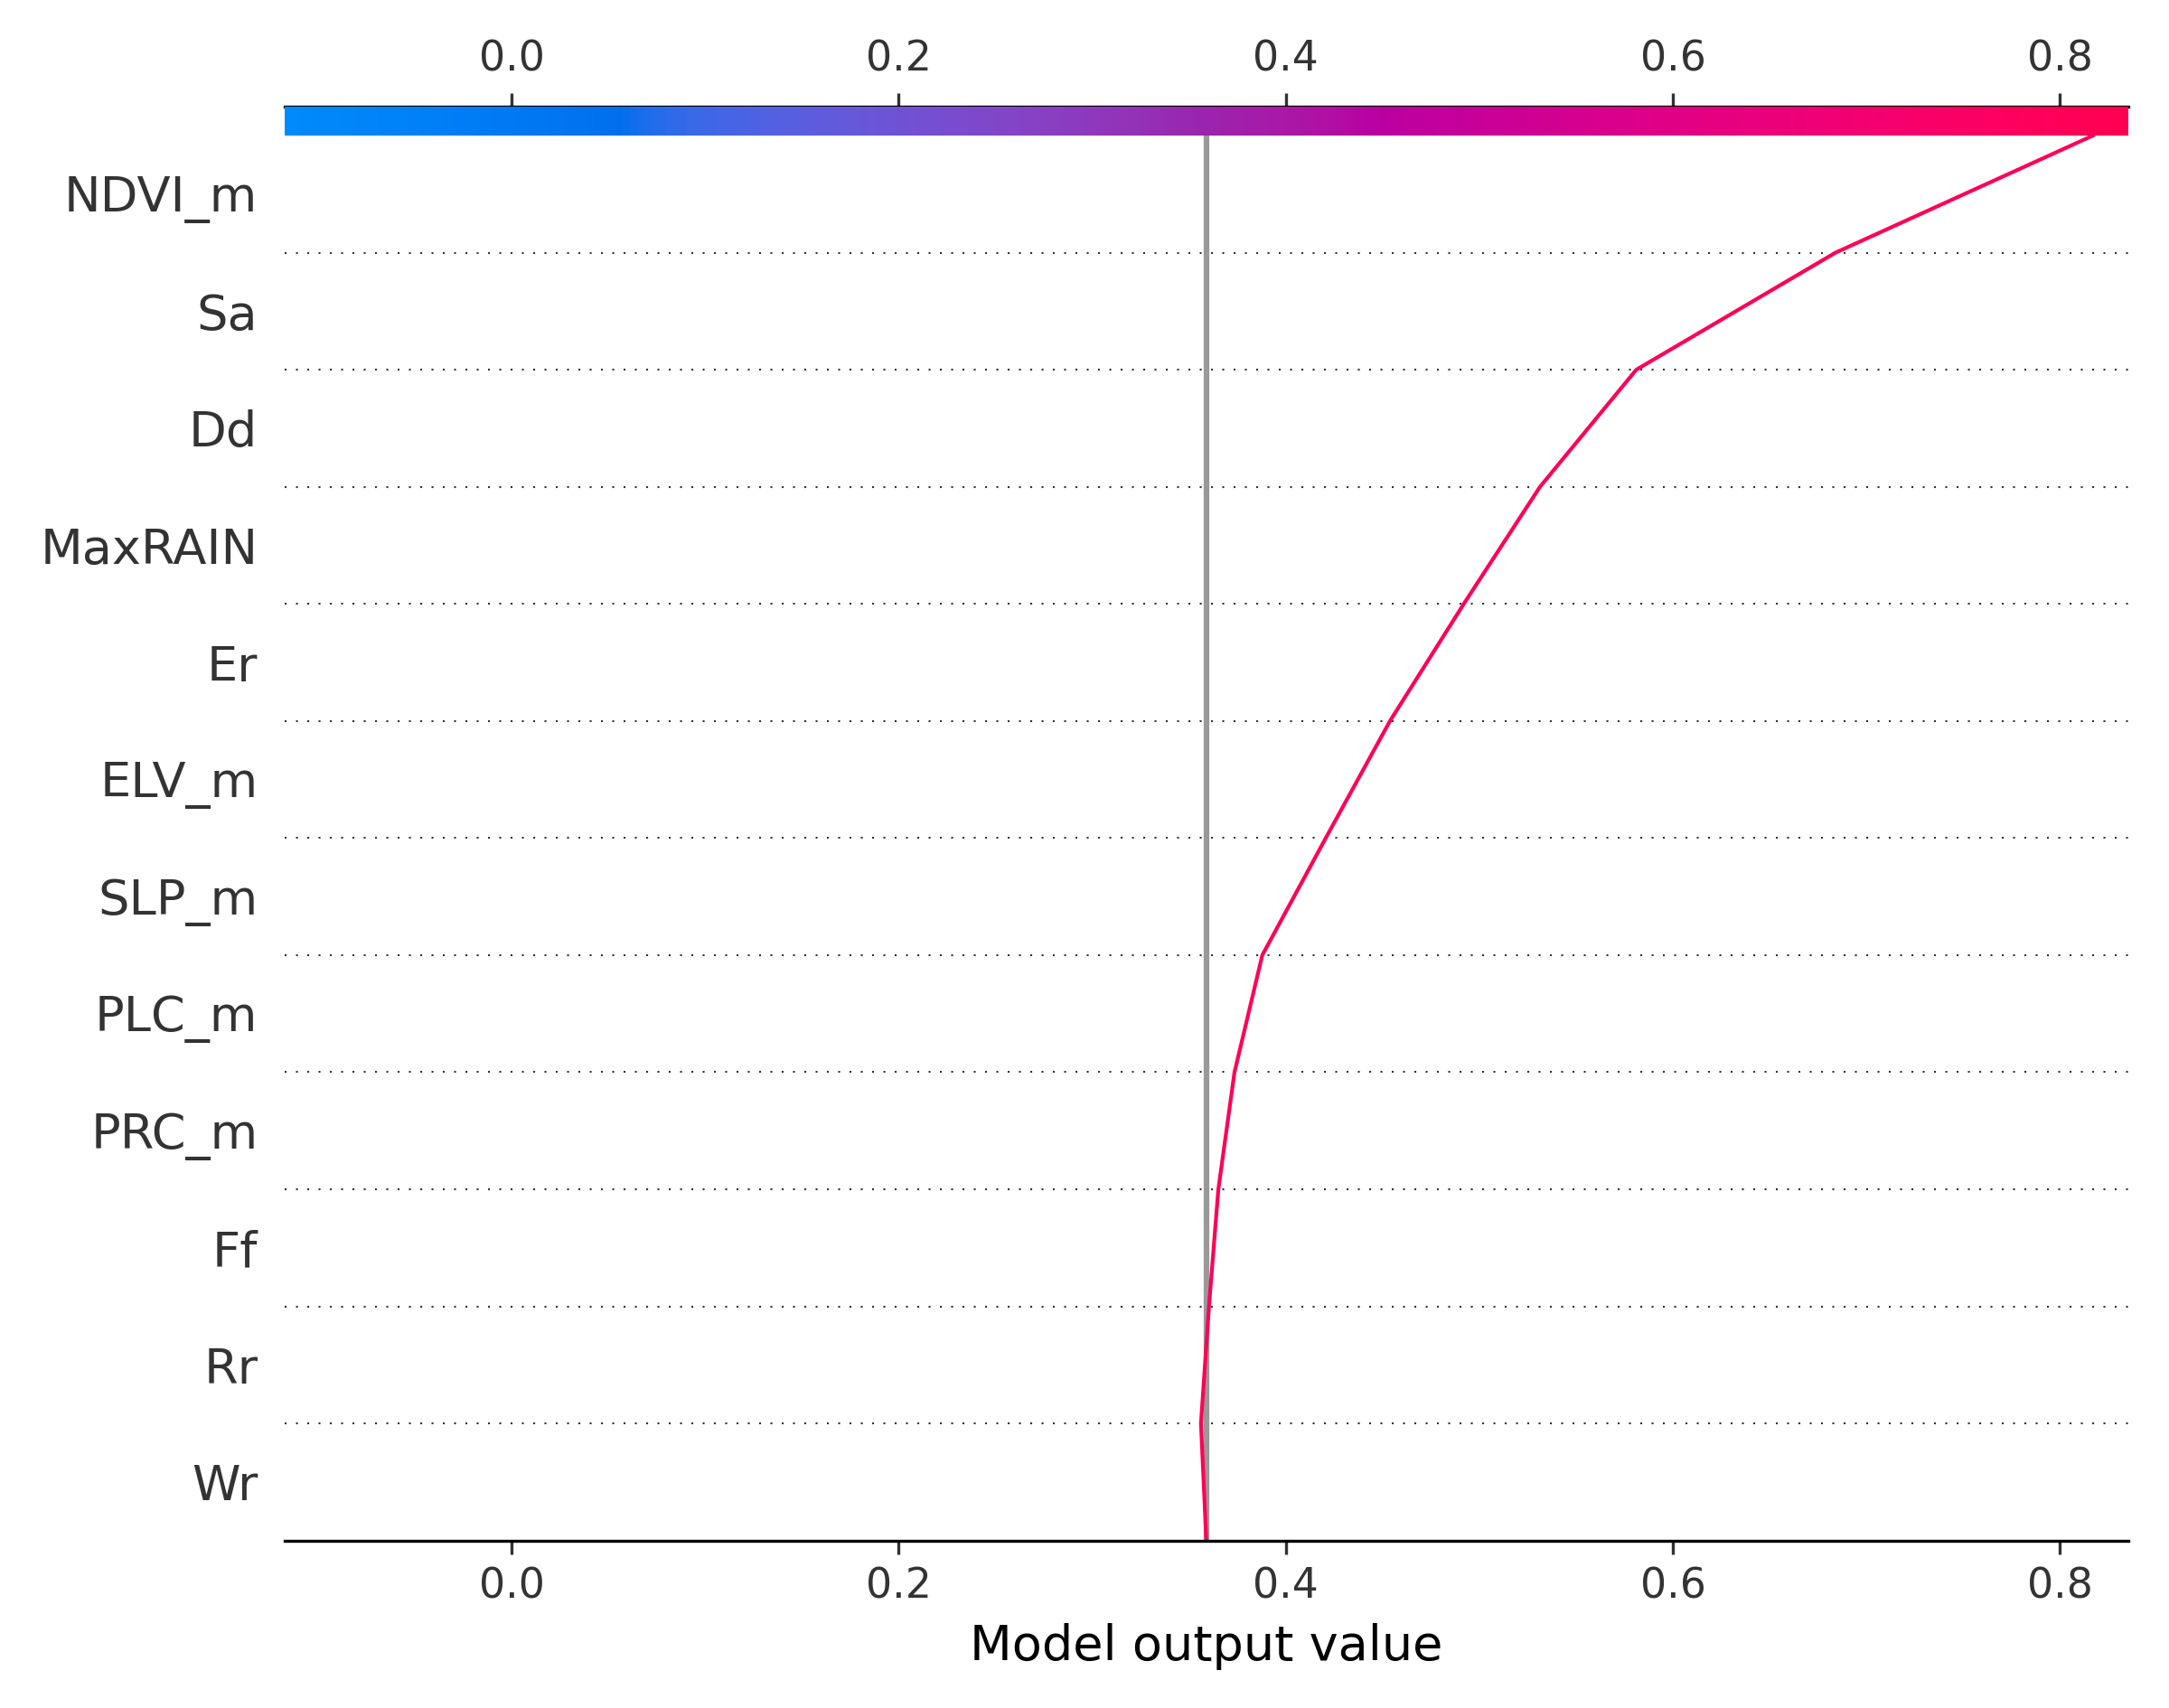 0.0 0.2 0.4 0.6 0.8
NDVI_m
Sa
Dd
MaxRAIN
Er
ELV_m
SLP_m
PLC_m
PRC_m
Ff
Rr
Wr
0.0 0.2 0.4 0.6 0.8
Model output value